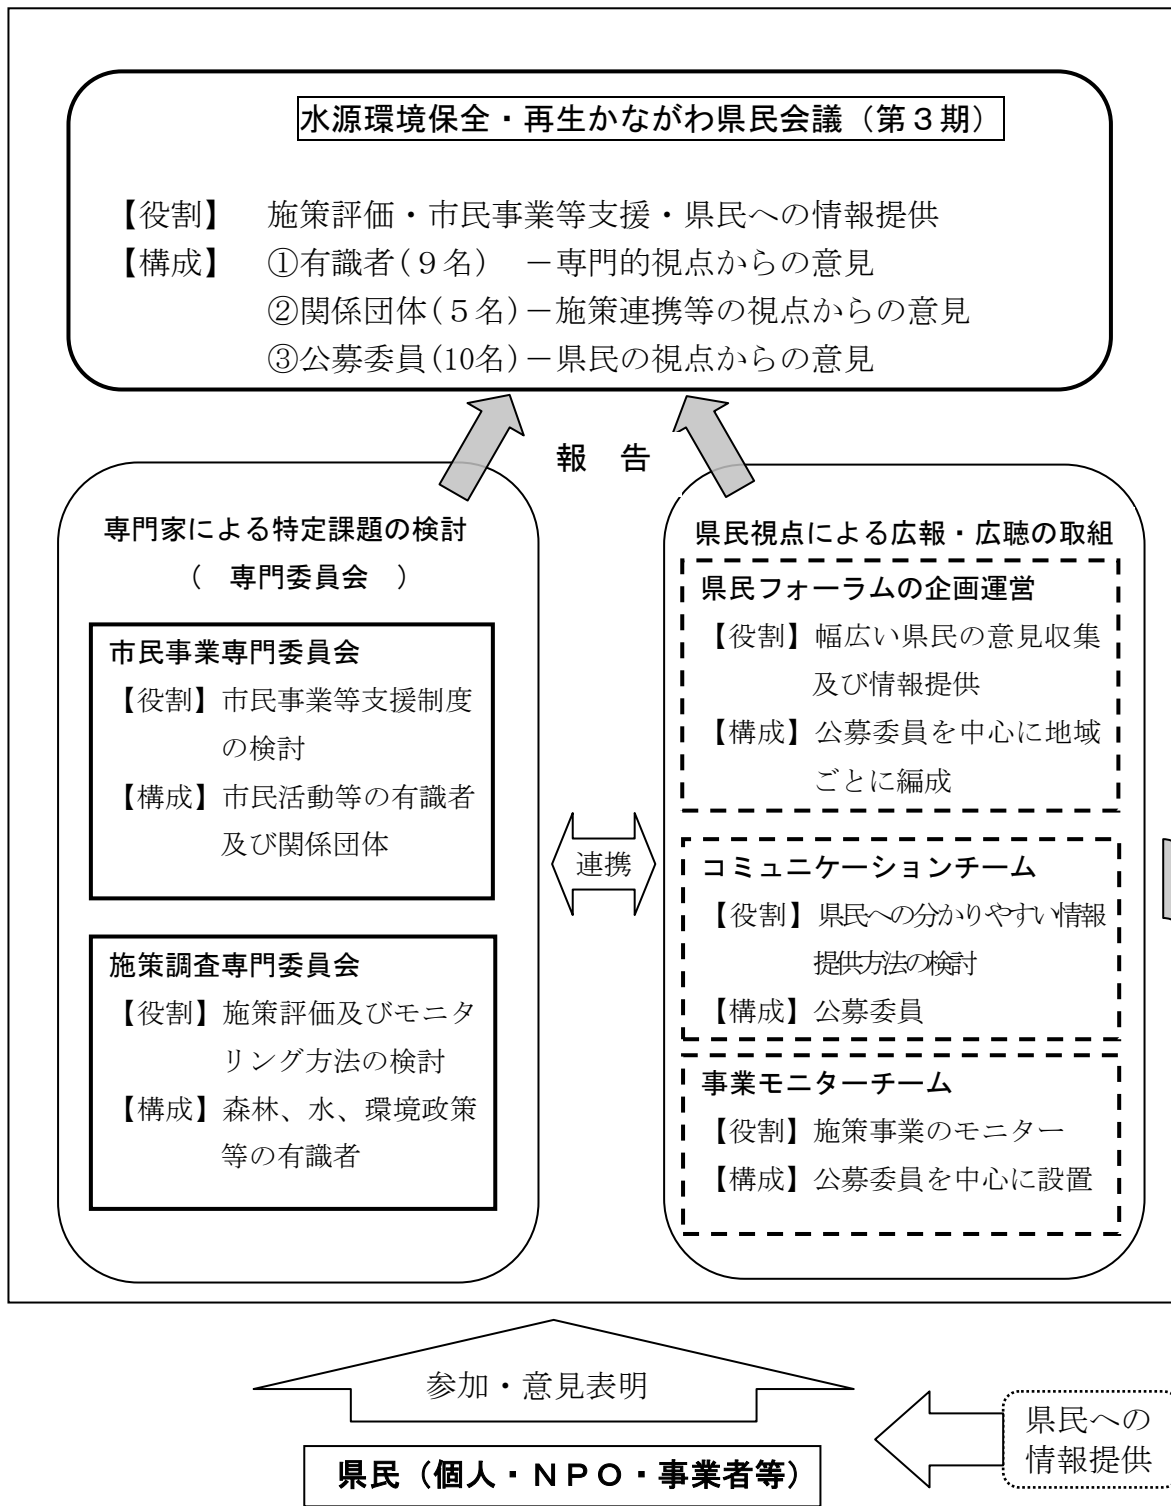 水源環境保全・再生かながわ県民会議（第３期）
【役割】　施策評価・市民事業等支援・県民への情報提供
【構成】　①有識者(９名)　－専門的視点からの意見
②関係団体(５名)－施策連携等の視点からの意見
③公募委員(10名)－県民の視点からの意見
報　告
専門家による特定課題の検討
（　専門委員会　）
市民事業専門委員会
【役割】市民事業等支援制度
の検討
【構成】市民活動等の有識者
及び関係団体
施策調査専門委員会
【役割】施策評価及びモニタ
リング方法の検討
【構成】森林、水、環境政策
等の有識者
連携
県民視点による広報・広聴の取組
県民フォーラムの企画運営
【役割】幅広い県民の意見収集
及び情報提供
【構成】公募委員を中心に地域
ごとに編成
コミュニケーションチーム
【役割】県民への分かりやすい情報
提供方法の検討
【構成】公募委員
事業モニターチーム
【役割】施策事業のモニター
【構成】公募委員を中心に設置
参加・意見表明
県民（個人・ＮＰＯ・事業者等）
県民への
情報提供